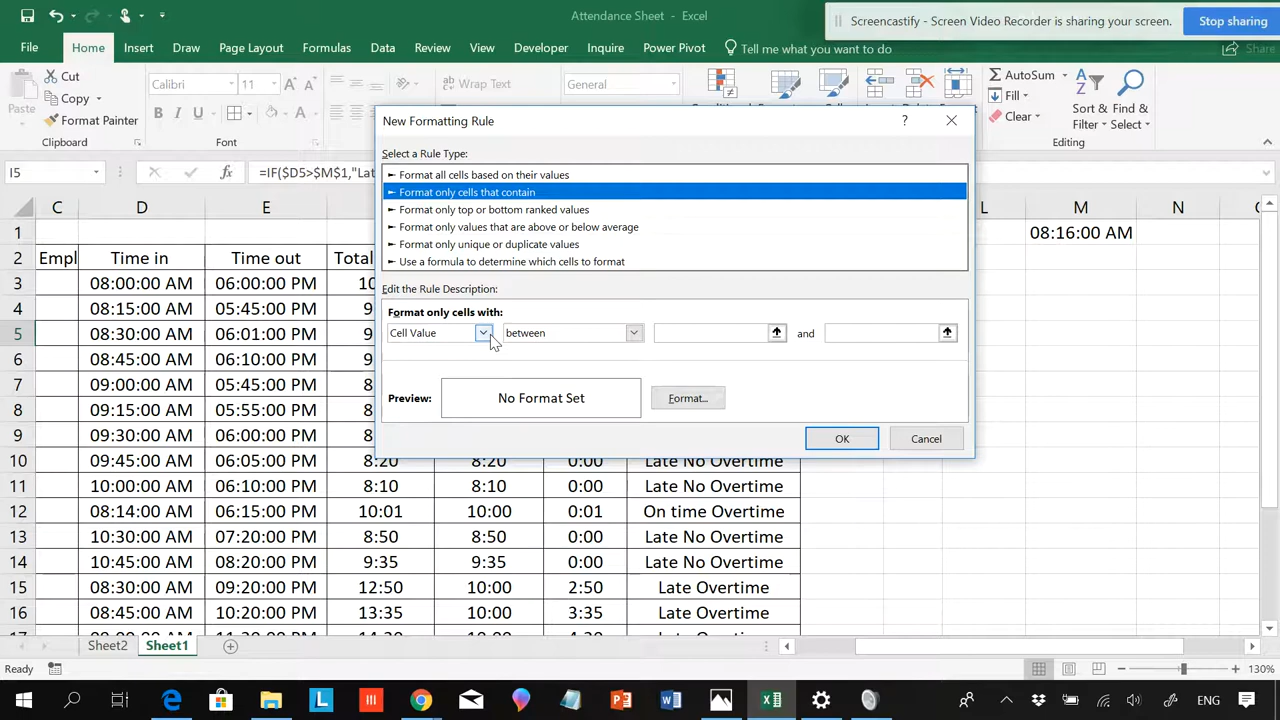 Attendance Sheet - Excel
Screencastify - Screen Video Recorder is sharing your screen.
Stop sharing
File Home Insert Draw Page Layout Formulas Data Review View Developer Inquire Power Pivot Tell me what you want to do Share
Paste
Cut
Copy
Format Painter
Clipboard
Calibri 11
B I U
Font
Wrap Text
General
AutoSum
Fill
Clear
Sort & Filter
Find & Select
Editing
New Formatting Rule
Select a Rule Type:
► Format all cells based on their values
► Format only cells that contain
► Format only top or bottom ranked values
► Format only values that are above or below average
► Format only unique or duplicate values
► Use a formula to determine which cells to format
Edit the Rule Description:
Format only cells with:
Cell Value between and
Preview: No Format Set Format...
OK Cancel
I5 =IF($D5>$M$1,"Lat
C D E L M N
1 08:16:00 AM
2 Empl Time in Time out Total
3 08:00:00 AM 06:00:00 PM 10
4 08:15:00 AM 05:45:00 PM 9
5 08:30:00 AM 06:01:00 PM 9
6 08:45:00 AM 06:10:00 PM 9
7 09:00:00 AM 05:45:00 PM 8
8 09:15:00 AM 05:55:00 PM 8
9 09:30:00 AM 06:00:00 PM 8
10 09:45:00 AM 06:05:00 PM 8:20 8:20 0:00 Late No Overtime
11 10:00:00 AM 06:10:00 PM 8:10 8:10 0:00 Late No Overtime
12 08:14:00 AM 06:15:00 PM 10:01 10:00 0:01 On time Overtime
13 10:30:00 AM 07:20:00 PM 8:50 8:50 0:00 Late No Overtime
14 10:45:00 AM 08:20:00 PM 9:35 9:35 0:00 Late No Overtime
15 08:30:00 AM 09:20:00 PM 12:50 10:00 2:50 Late Overtime
16 08:45:00 AM 10:20:00 PM 13:35 10:00 3:35 Late Overtime
Sheet2 Sheet1
Ready 130%
ENG